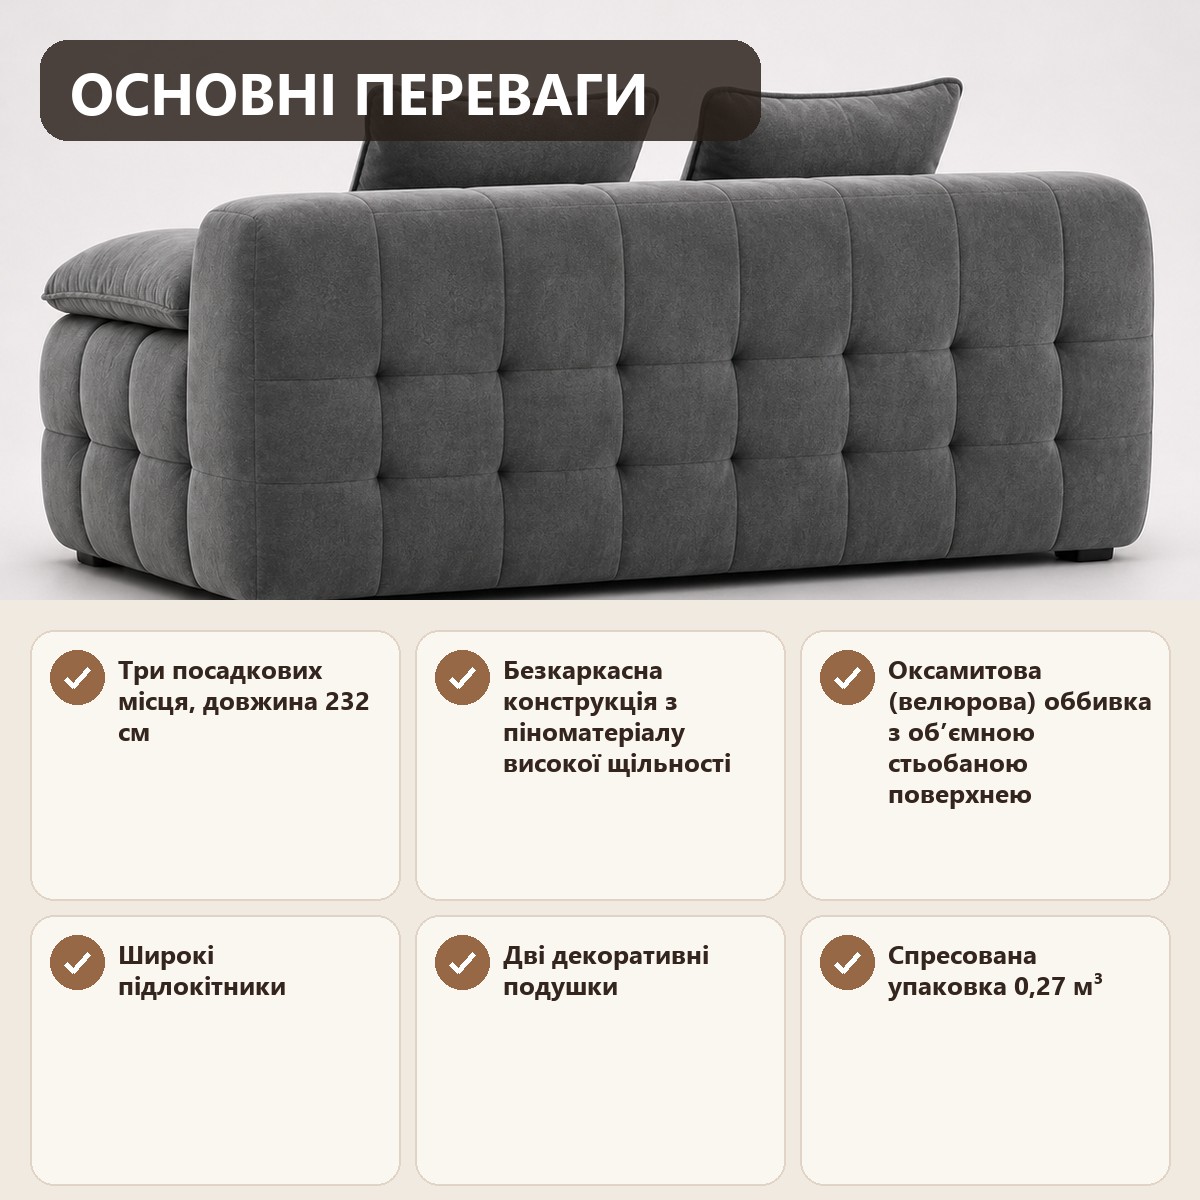 ОСНОВНІ ПЕРЕВАГИ
Три посадкових
місця, довжина 232
см
Безкаркасна
конструкція з
піноматеріалу
високої щільності
Оксамитова
(велюрова) оббивка
з об’ємною
стьобаною
поверхнею
Широкі
підлокітники
Дві декоративні
подушки
Спресована
упаковка 0,27 м³